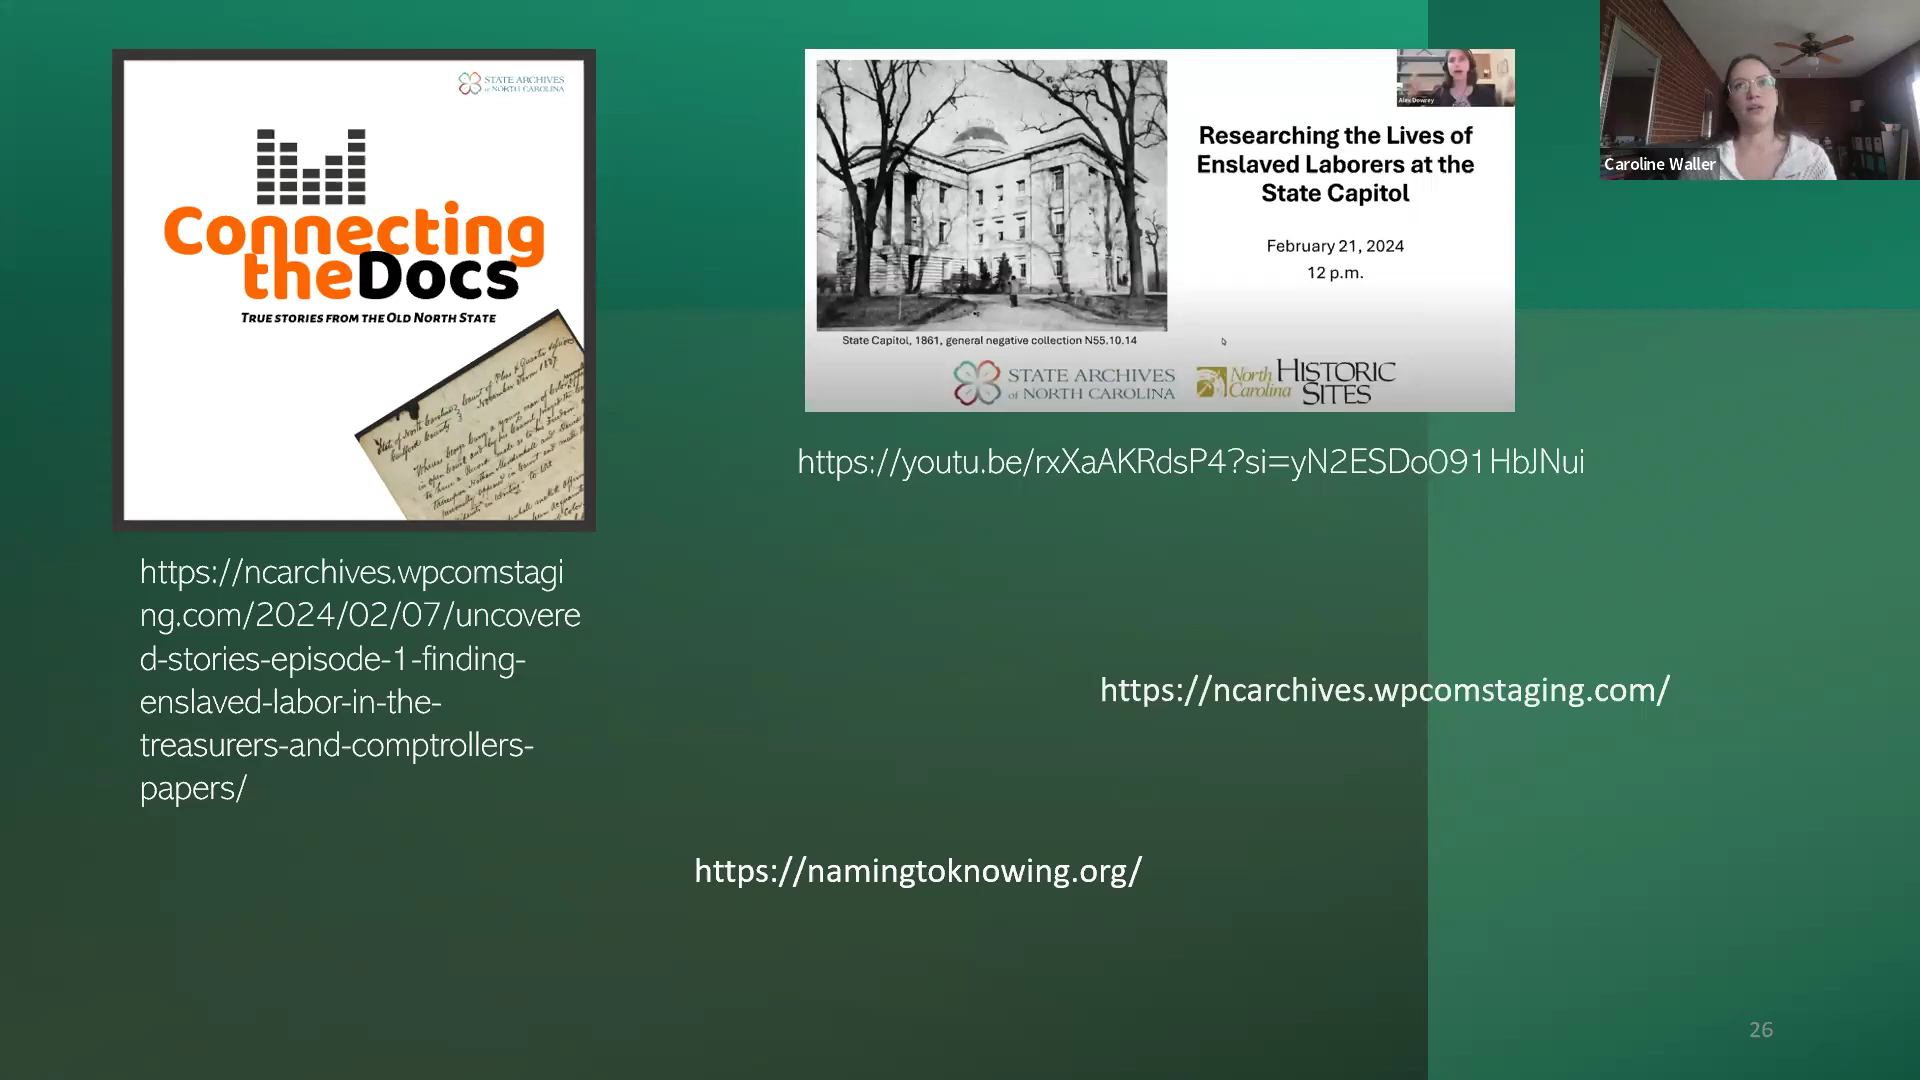 STATE ARCHIVES
of NORTH CAROLINA
Connecting
theDocs
TRUE STORIES FROM THE OLD NORTH STATE
https://ncarchives.wpcomstagi
ng.com/2024/02/07/uncovere
d-stories-episode-1-finding-
enslaved-labor-in-the-
treasurers-and-comptrollers-
papers/
Alex Dowrey
Researching the Lives of
Enslaved Laborers at the
State Capitol
February 21, 2024
12 p.m.
State Capitol, 1861, general negative collection N55.10.14
STATE ARCHIVES
of NORTH CAROLINA
North
Carolina
HISTORIC
SITES
https://youtu.be/rxXaAKRdsP4?si=yN2ESDo091HbJNui
https://ncarchives.wpcomstaging.com/
https://namingtoknowing.org/
Caroline Waller
26